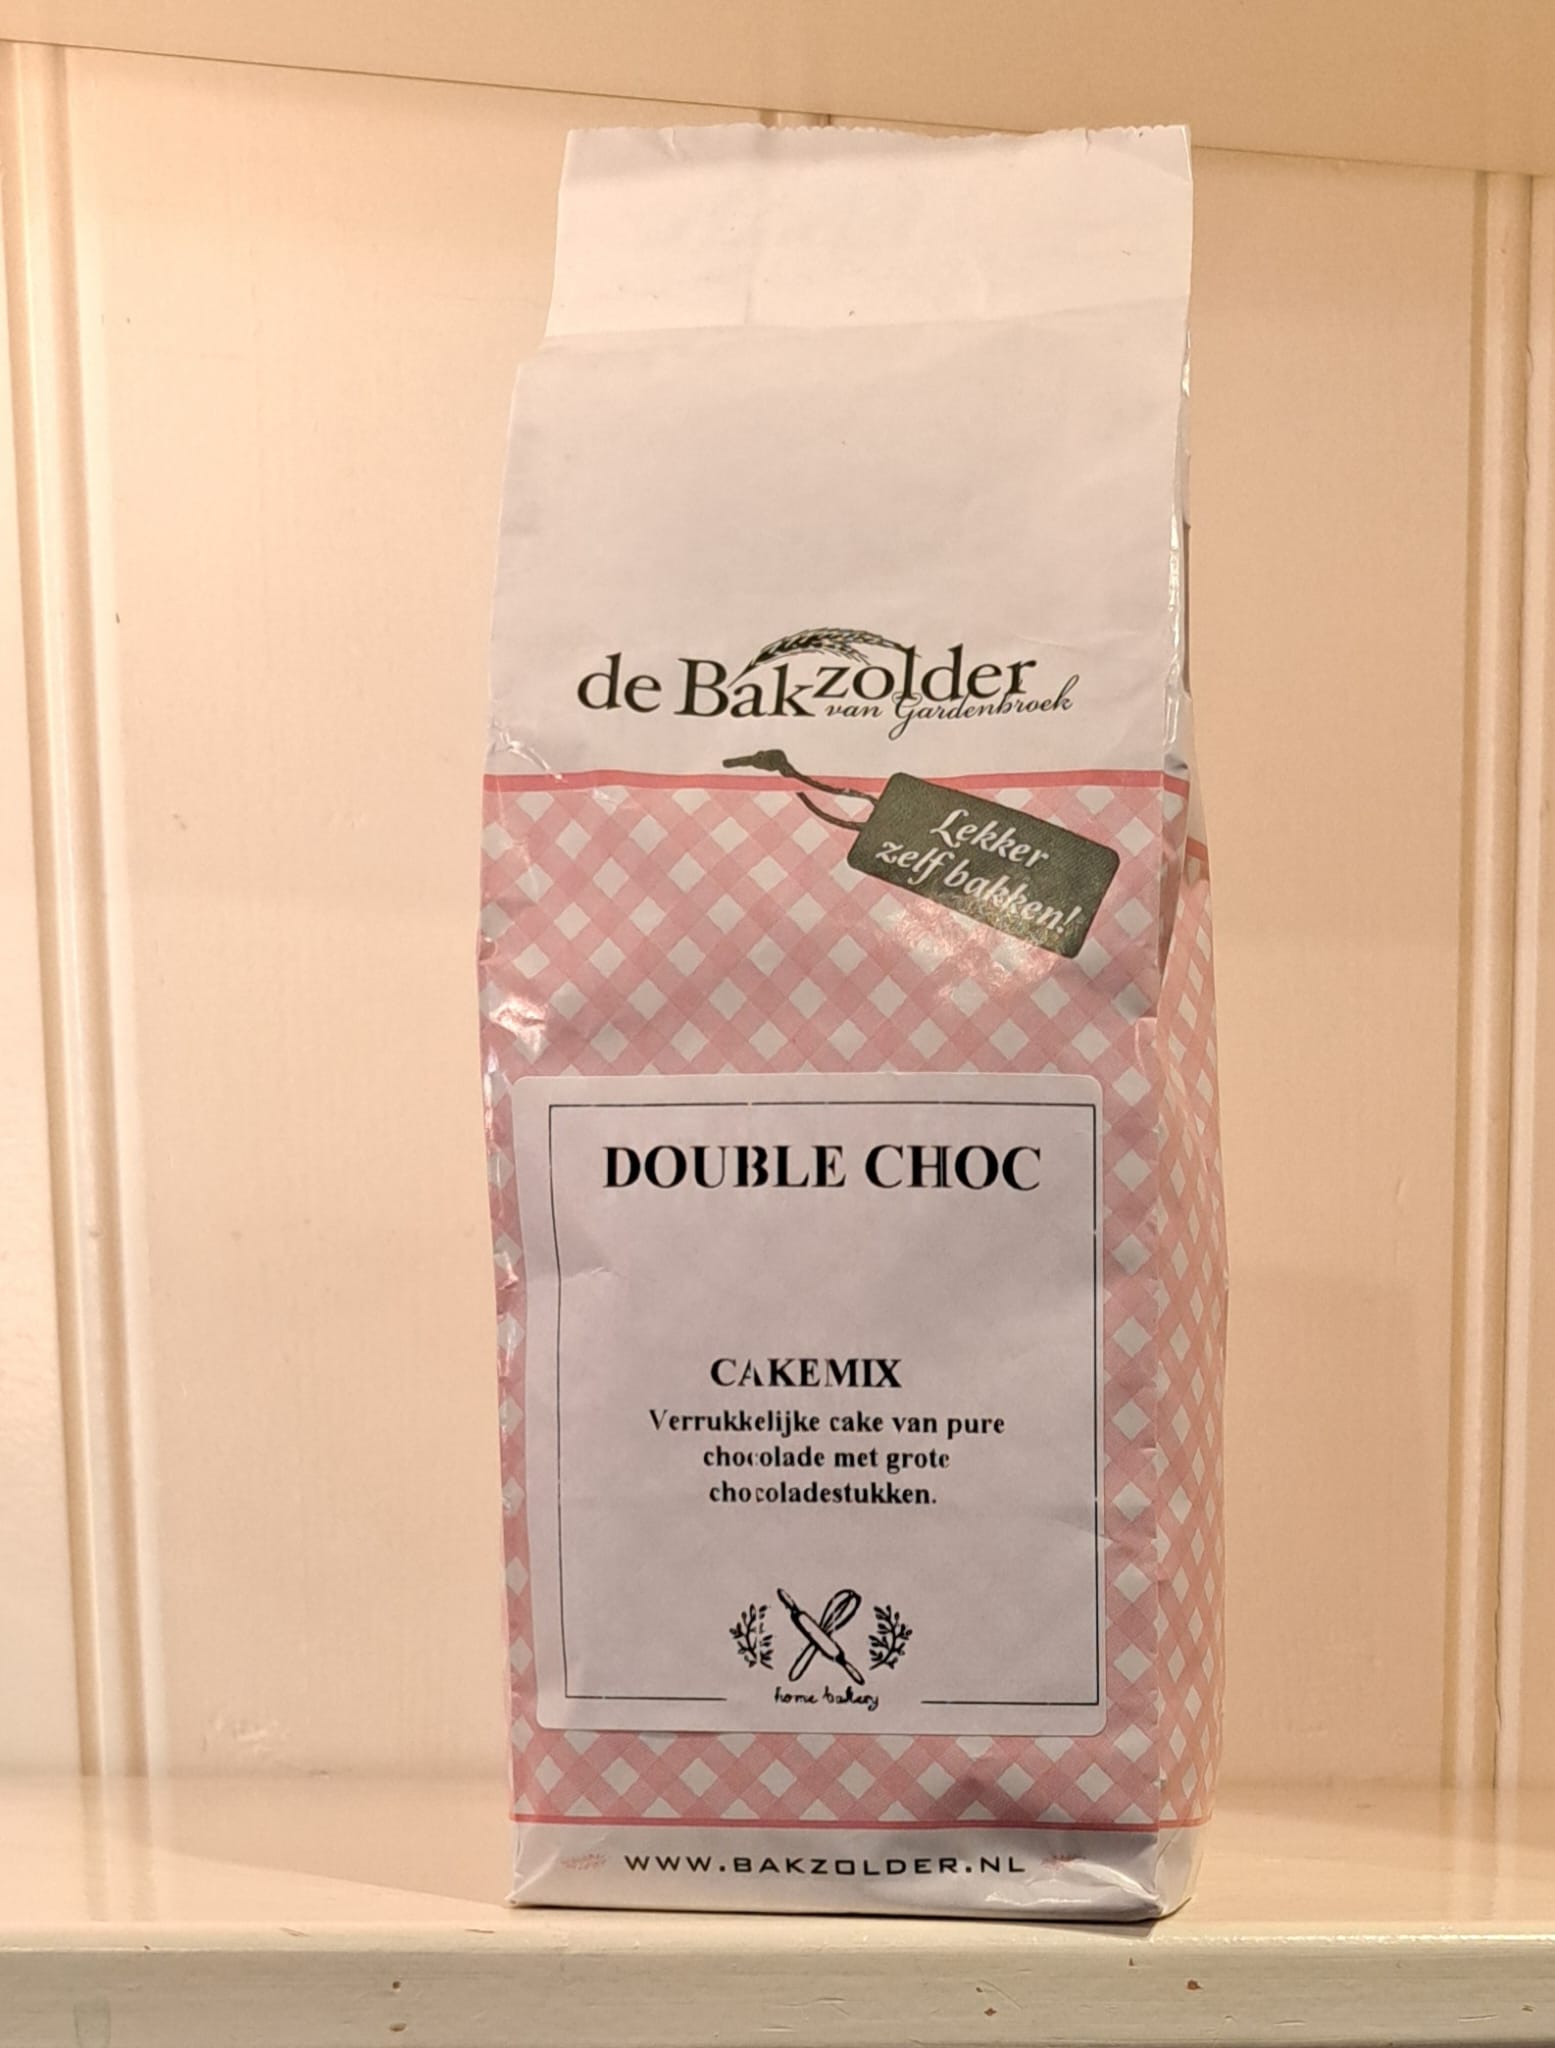 de Bakzolder
van Gardenbroek
Lekker
zelf bakken!
DOUBLE CHOC
CAKEMIX
Verrukkelijke cake van pure
chocolade met grote
chocoladestukken.
home bakery
WWW.BAKZOLDER.NL